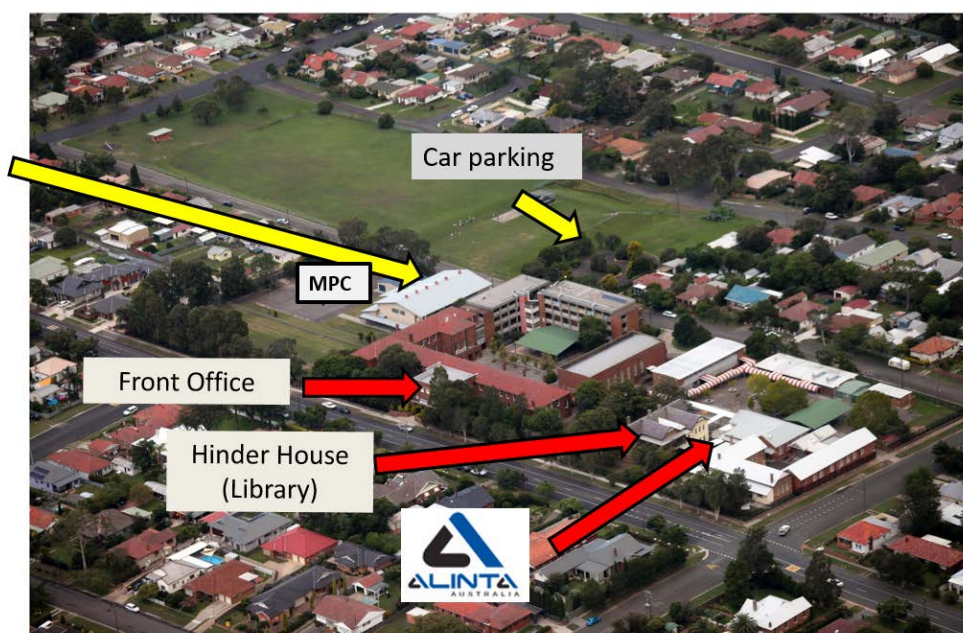 Car parking
MPC
Front Office
Hinder House
(Library)
ALINTA
AUSTRALIA